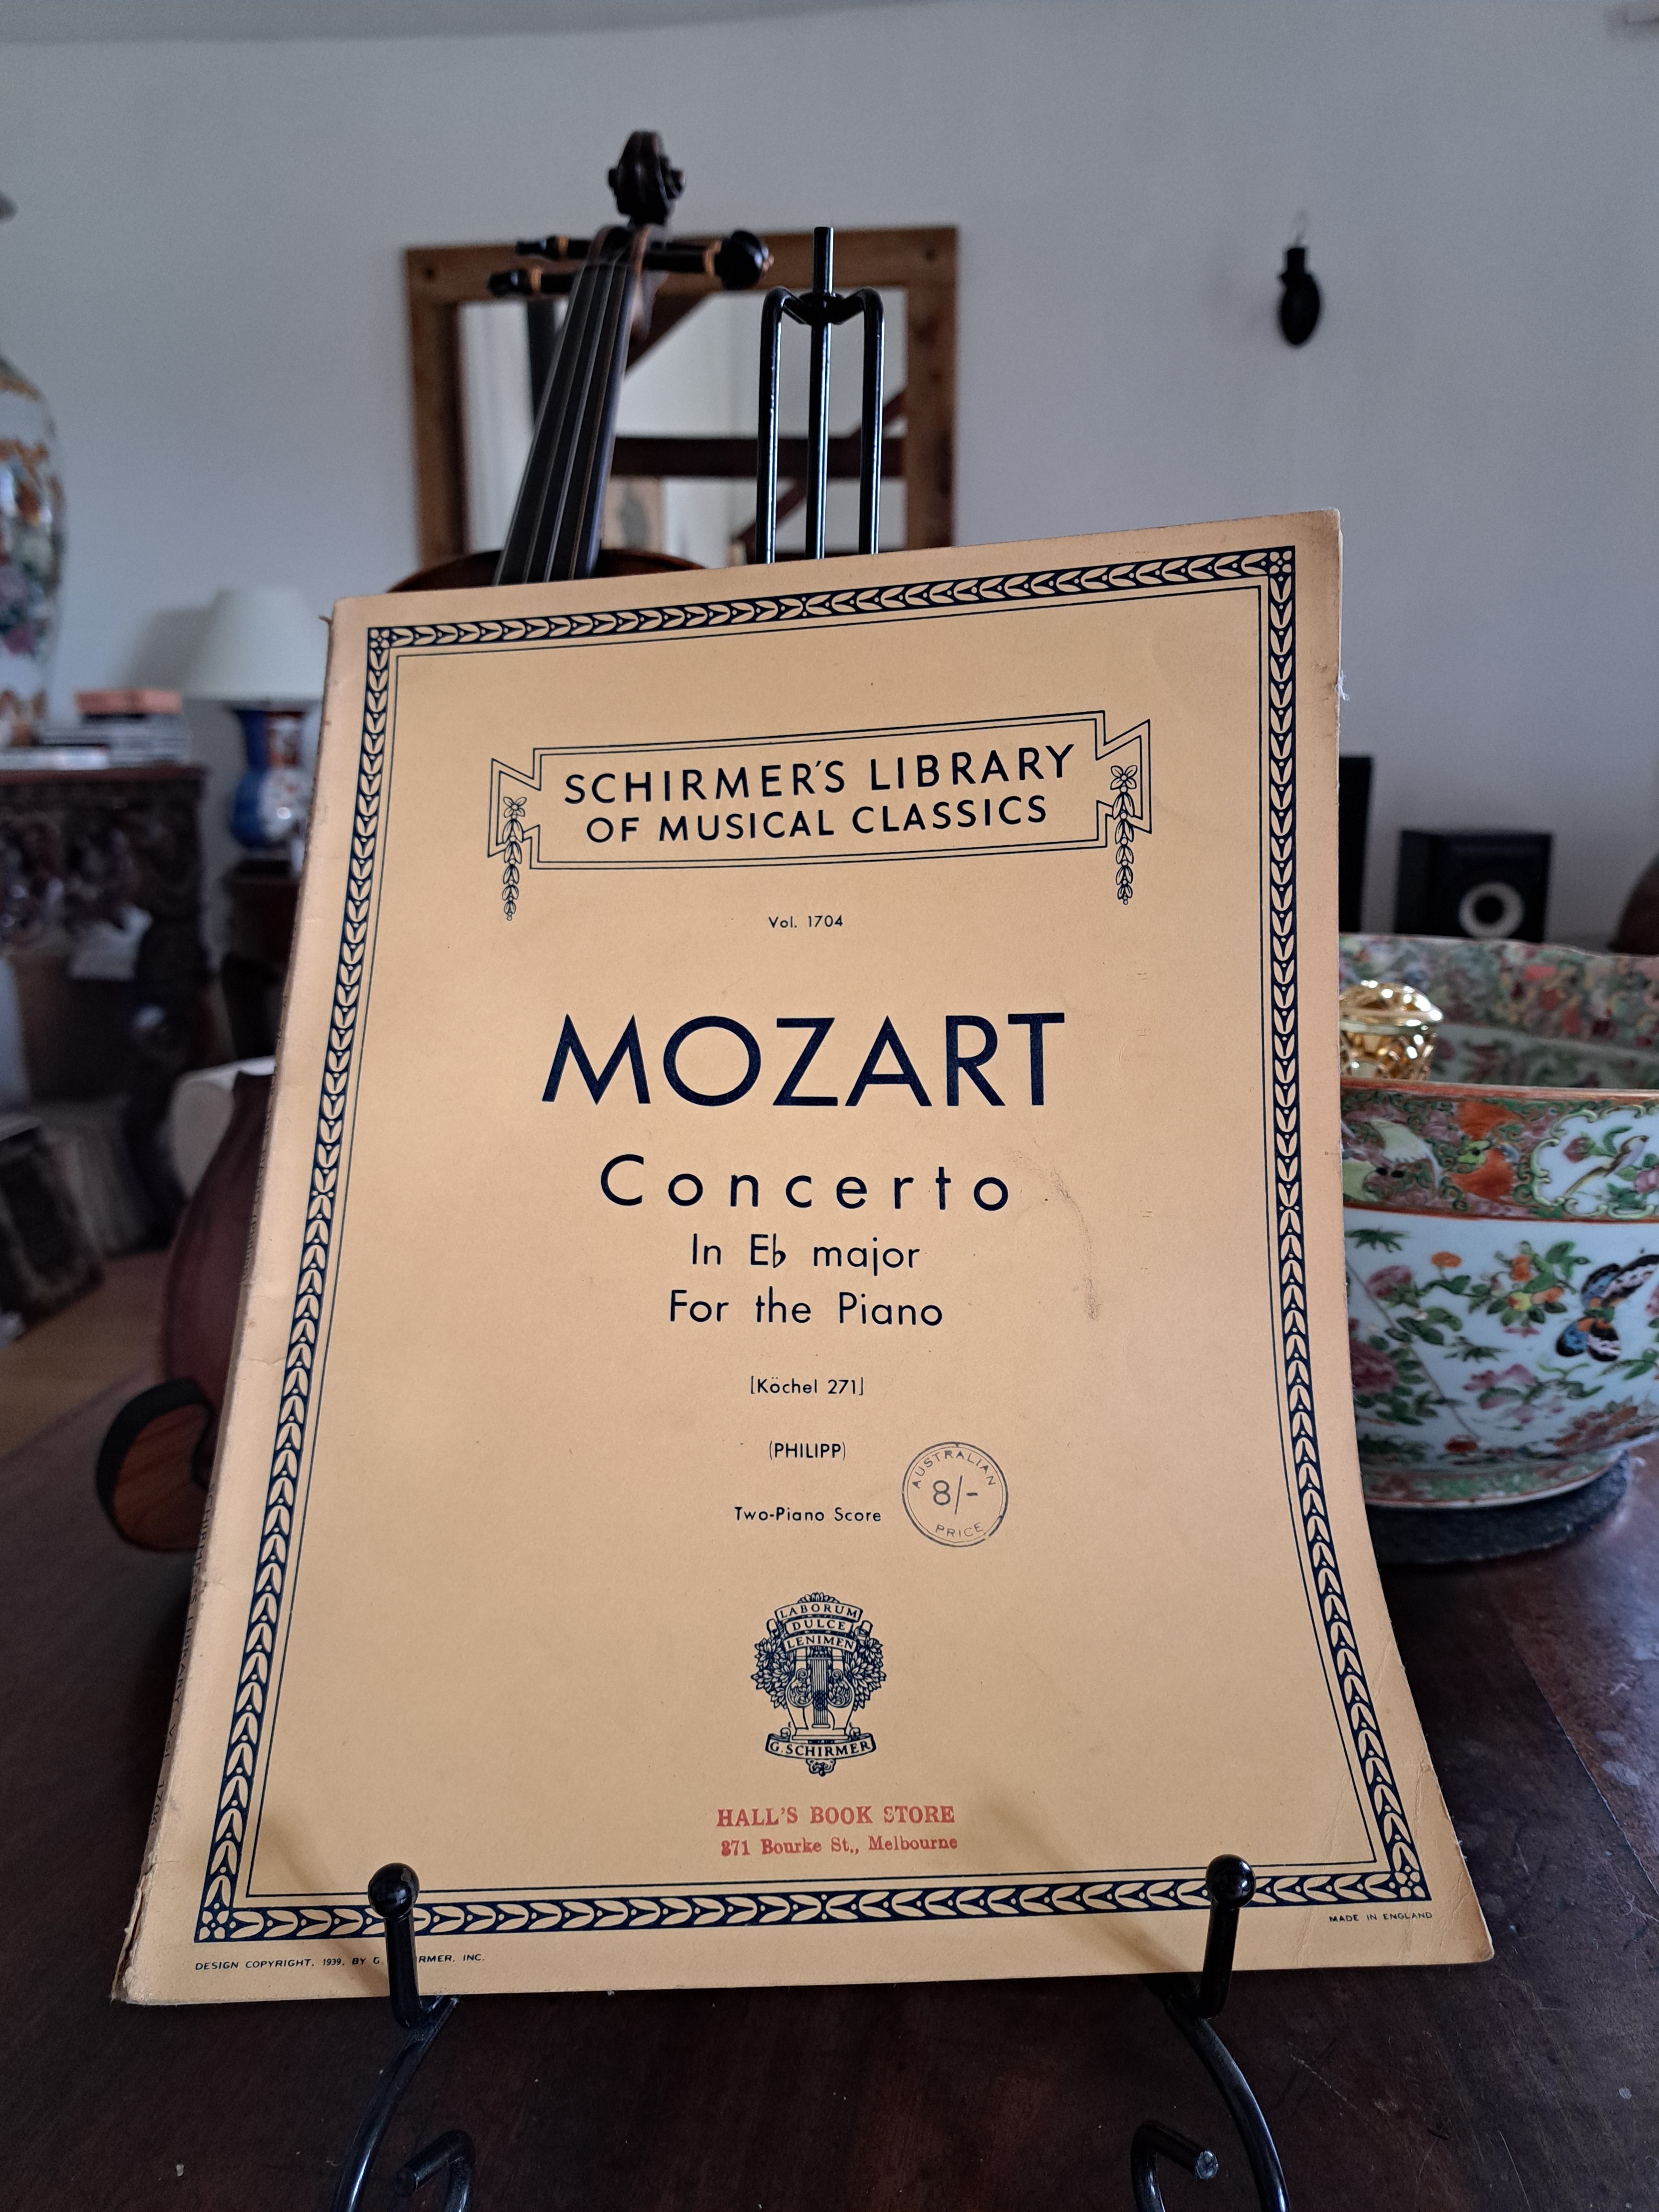 SCHIRMER'S LIBRARY
OF MUSICAL CLASSICS
Vol. 1704
MOZART
Concerto
In E♭ major
For the Piano
[Köchel 271]
(PHILIPP)
Two-Piano Score
AUSTRALIAN
8/-
PRICE
LABORUM
DULCE
LENIMEN
G. SCHIRMER
HALL'S BOOK STORE
371 Bourke St., Melbourne
DESIGN COPYRIGHT, 1939, BY G. RMER, INC.
MADE IN ENGLAND